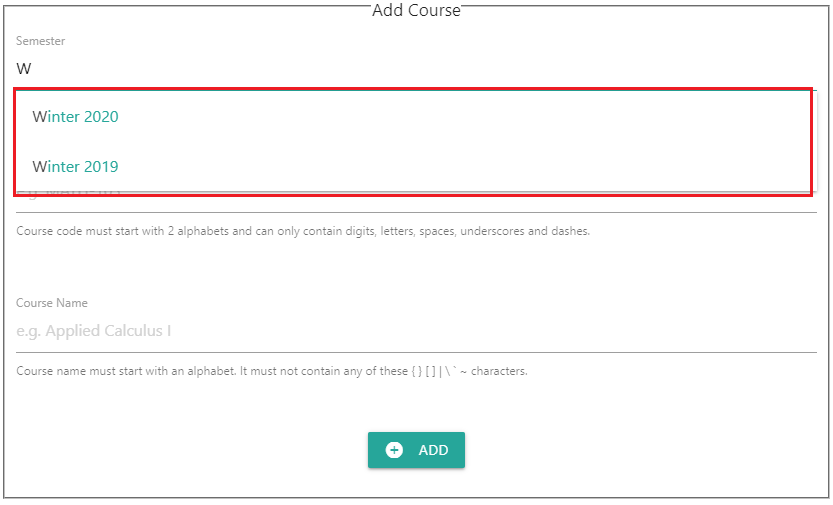 Add Course
Semester
W
Winter 2020
Winter 2019
Course code must start with 2 alphabets and can only contain digits, letters, spaces, underscores and dashes.
Course Name
e.g. Applied Calculus I
Course name must start with an alphabet. It must not contain any of these { } [ ] | \ ` ~ characters.
ADD